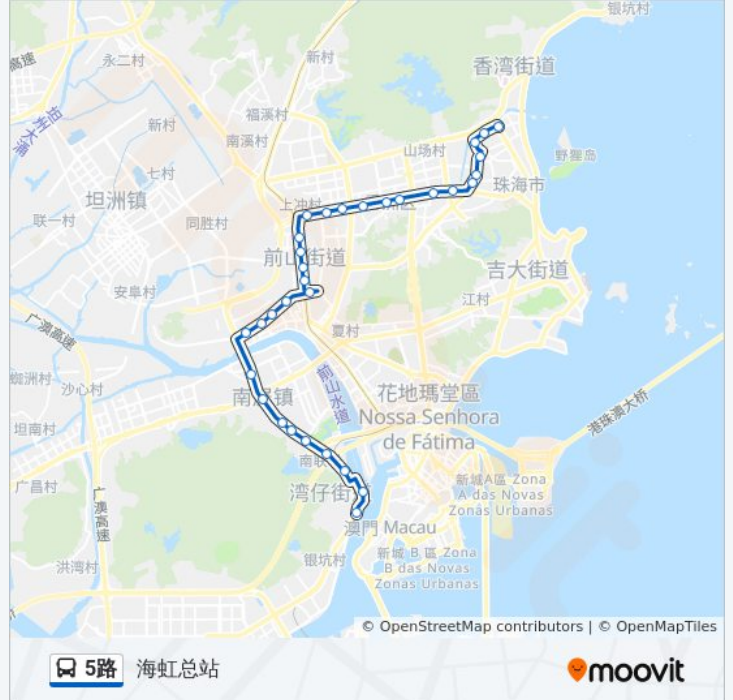 银坑村
高速
永二村
新村
香湾街道
坦州大涌
福溪村
新村
南溪村
山场村
野狸岛
七村
珠海市
坦洲镇
上冲村
联一村
同胜村
前山街道
吉大街道
安阜村
江村
广澳高速
夏村
蜘洲村
沙心村
南屏镇
前山水道
花地瑪堂區
Nossa Senhora
de Fátima
港珠澳大桥
坦南村
南联
广昌村
广澳高速
湾仔街
新城A區 Zona
A das Novas
Zonas Urbanas
澳門 Macau
洪湾村
银坑村
新城 B 區 Zona
B das Novas
Zonas Urbanas
© OpenStreetMap contributors | © OpenMapTiles
5路 海虹总站
moovit